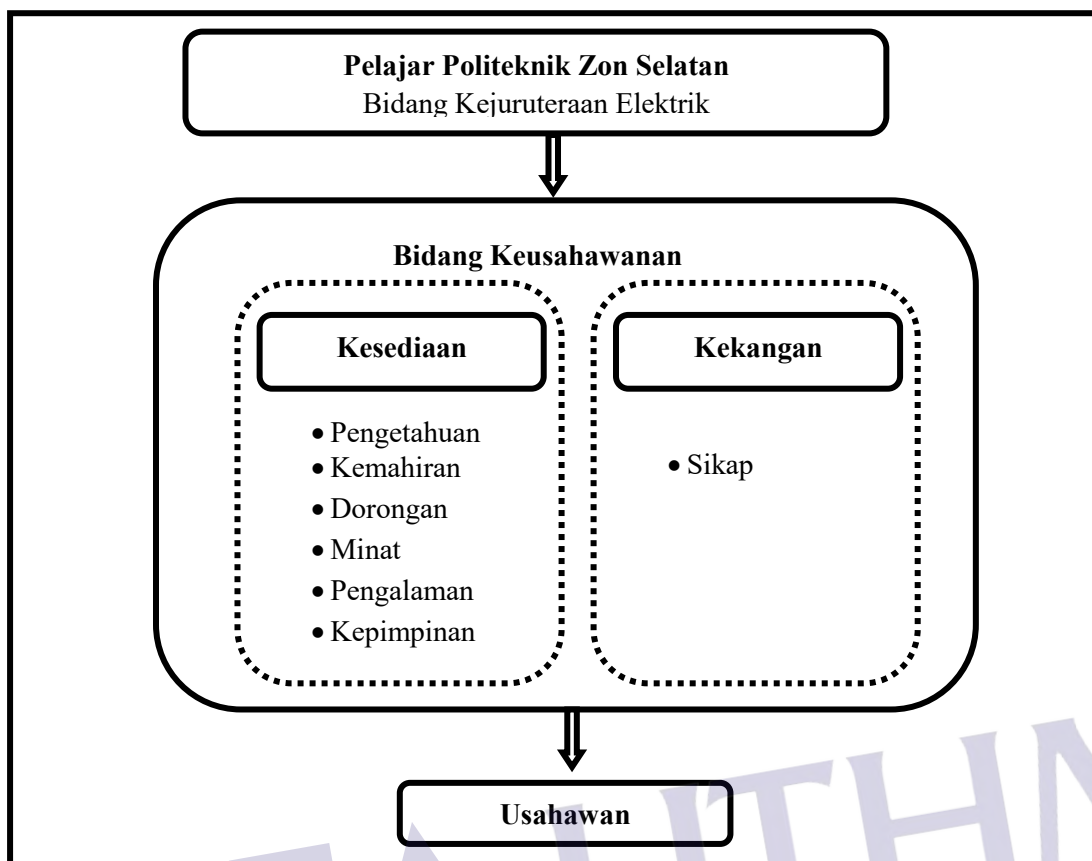 Pelajar Politeknik Zon Selatan
Bidang Kejuruteraan Elektrik
Bidang Keusahawanan
Kesediaan
• Pengetahuan
• Kemahiran
• Dorongan
• Minat
• Pengalaman
• Kepimpinan
Kekangan
• Sikap
Usahawan